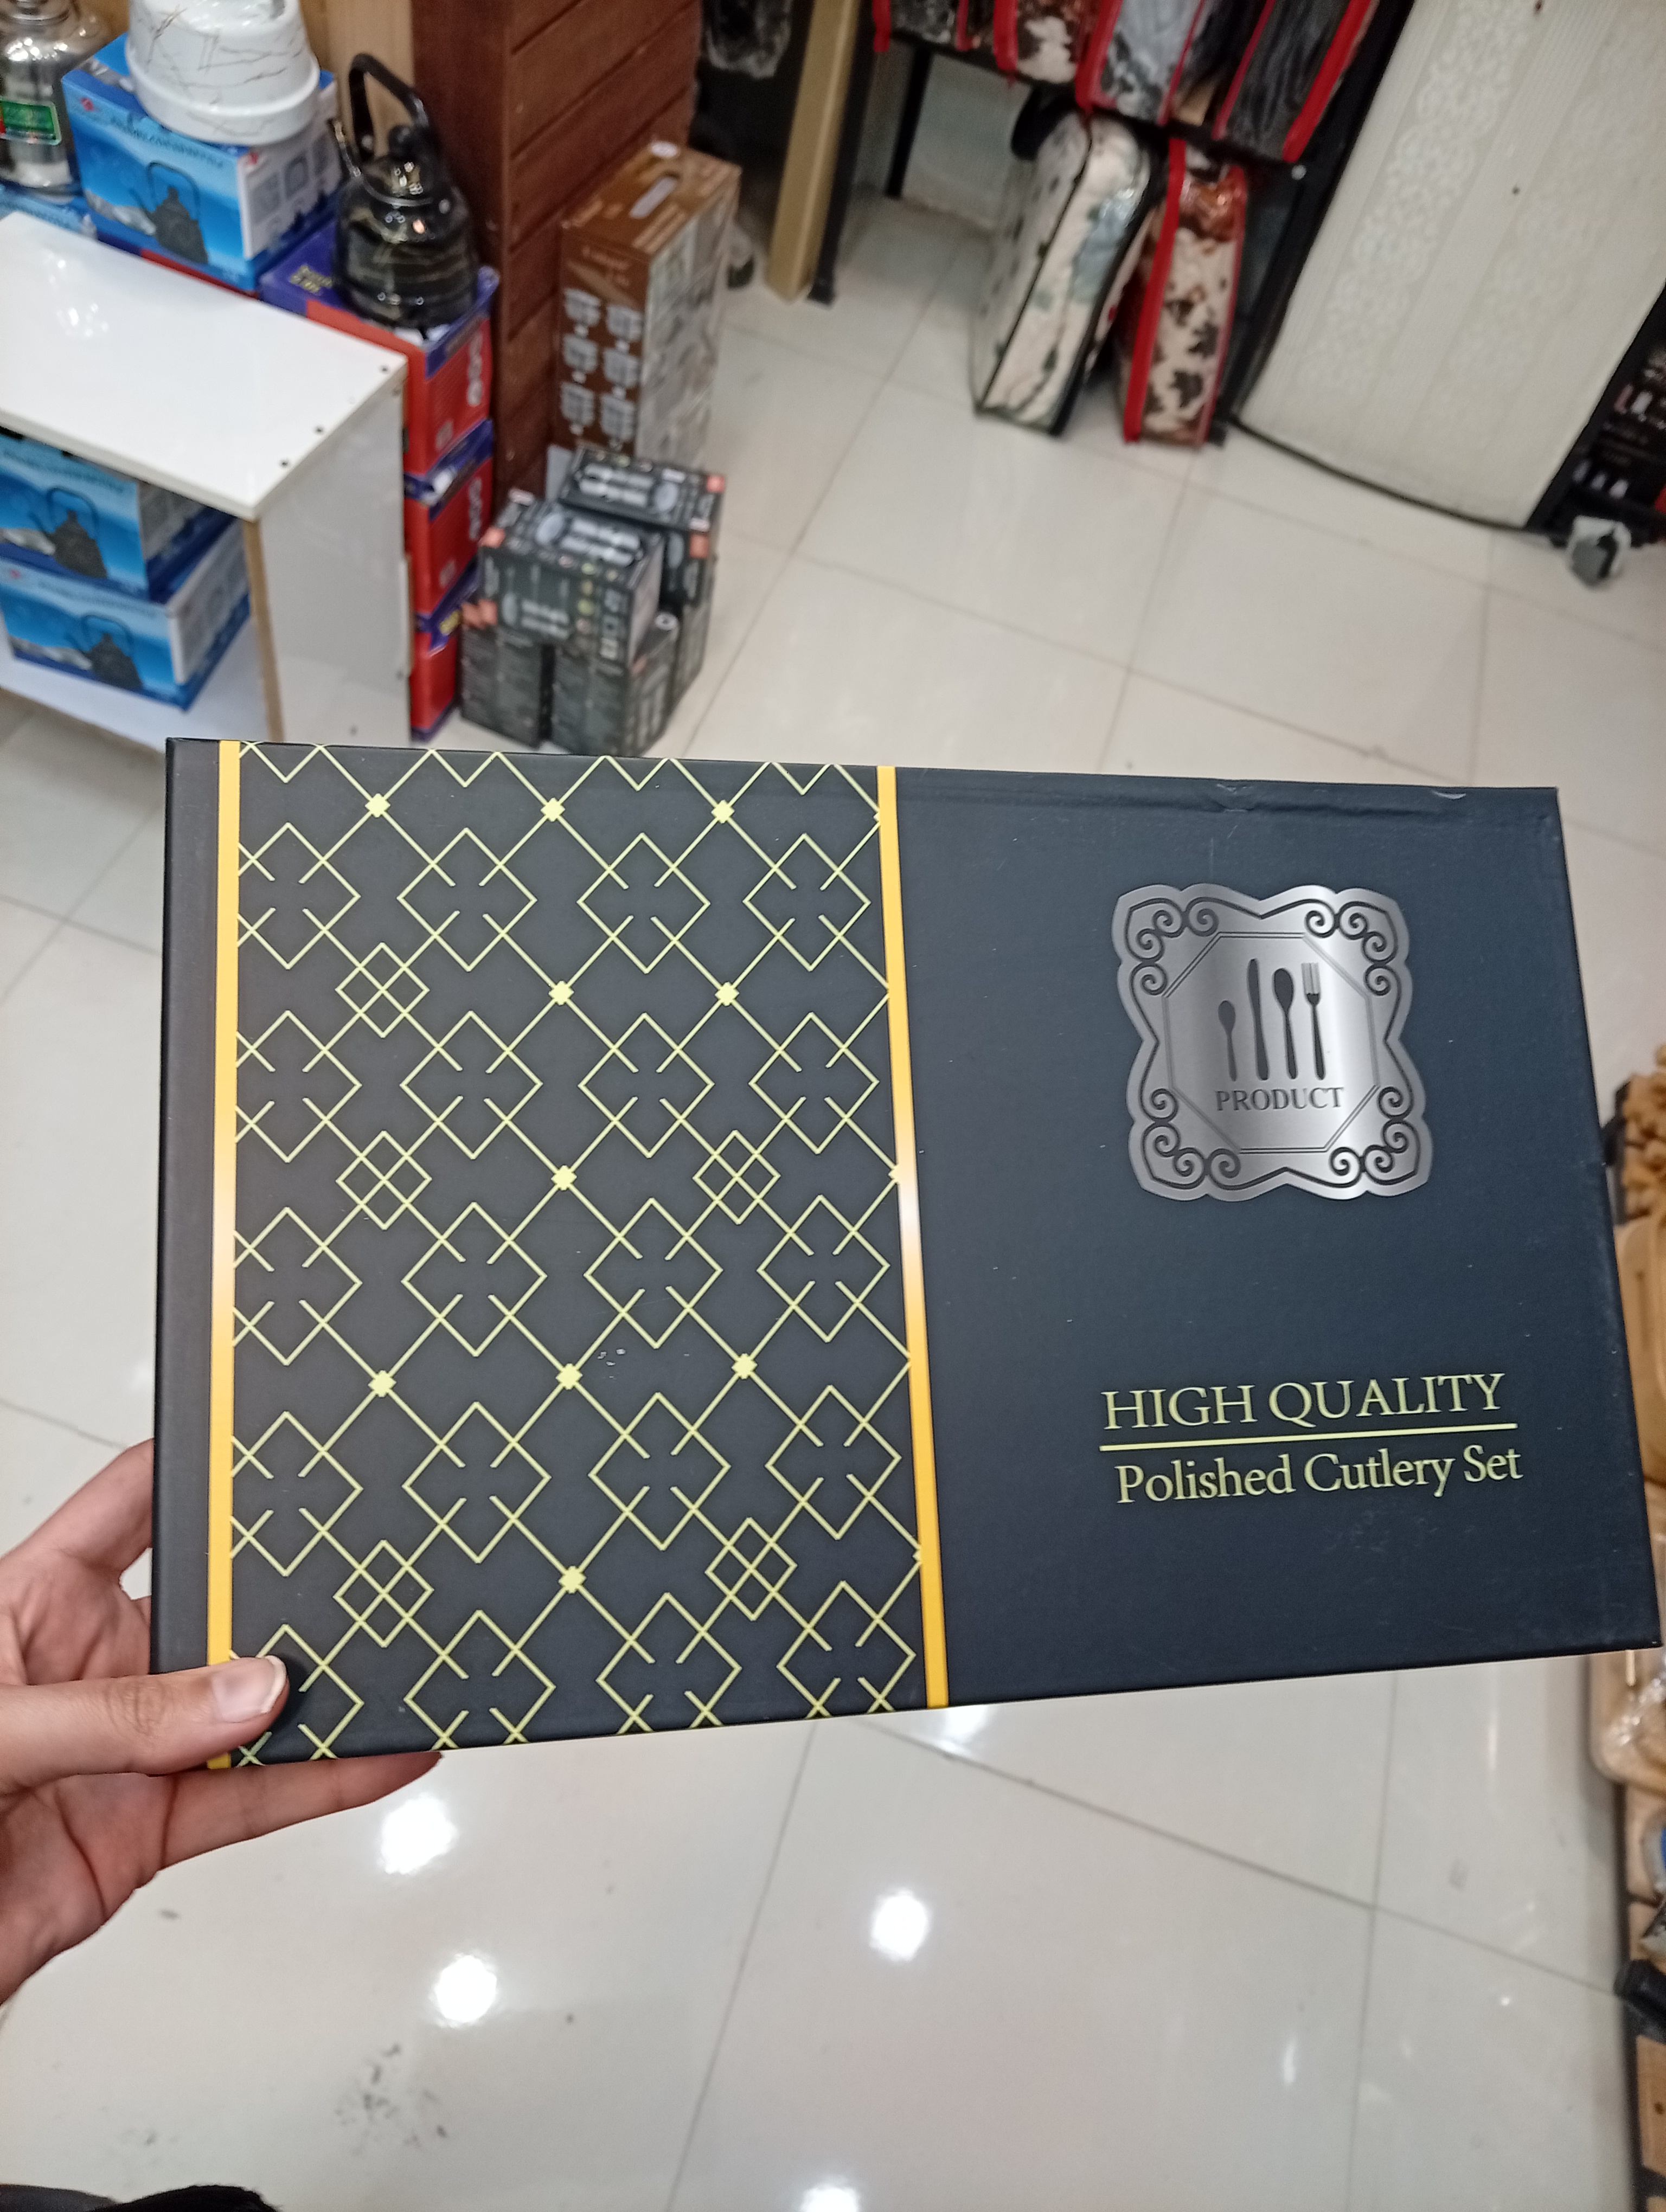 PRODUCT
HIGH QUALITY
Polished Cutlery Set